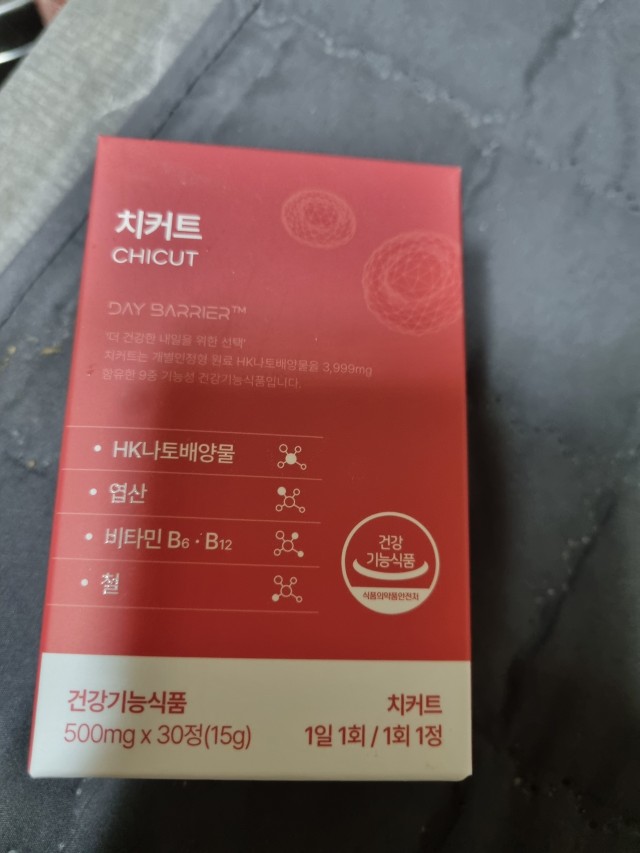 치커트
CHICUT
DAY BARRIER™
'더 건강한 내일을 위한 선택'
치커트는 개별인정형 원료 HK나토배양물을 3,999mg
함유한 9중 기능성 건강기능식품입니다.
• HK나토배양물
• 엽산
• 비타민 B6 · B12
• 철
건강
기능식품
식품의약품안전처
건강기능식품
500mg x 30정(15g)
치커트
1일 1회 / 1회 1정